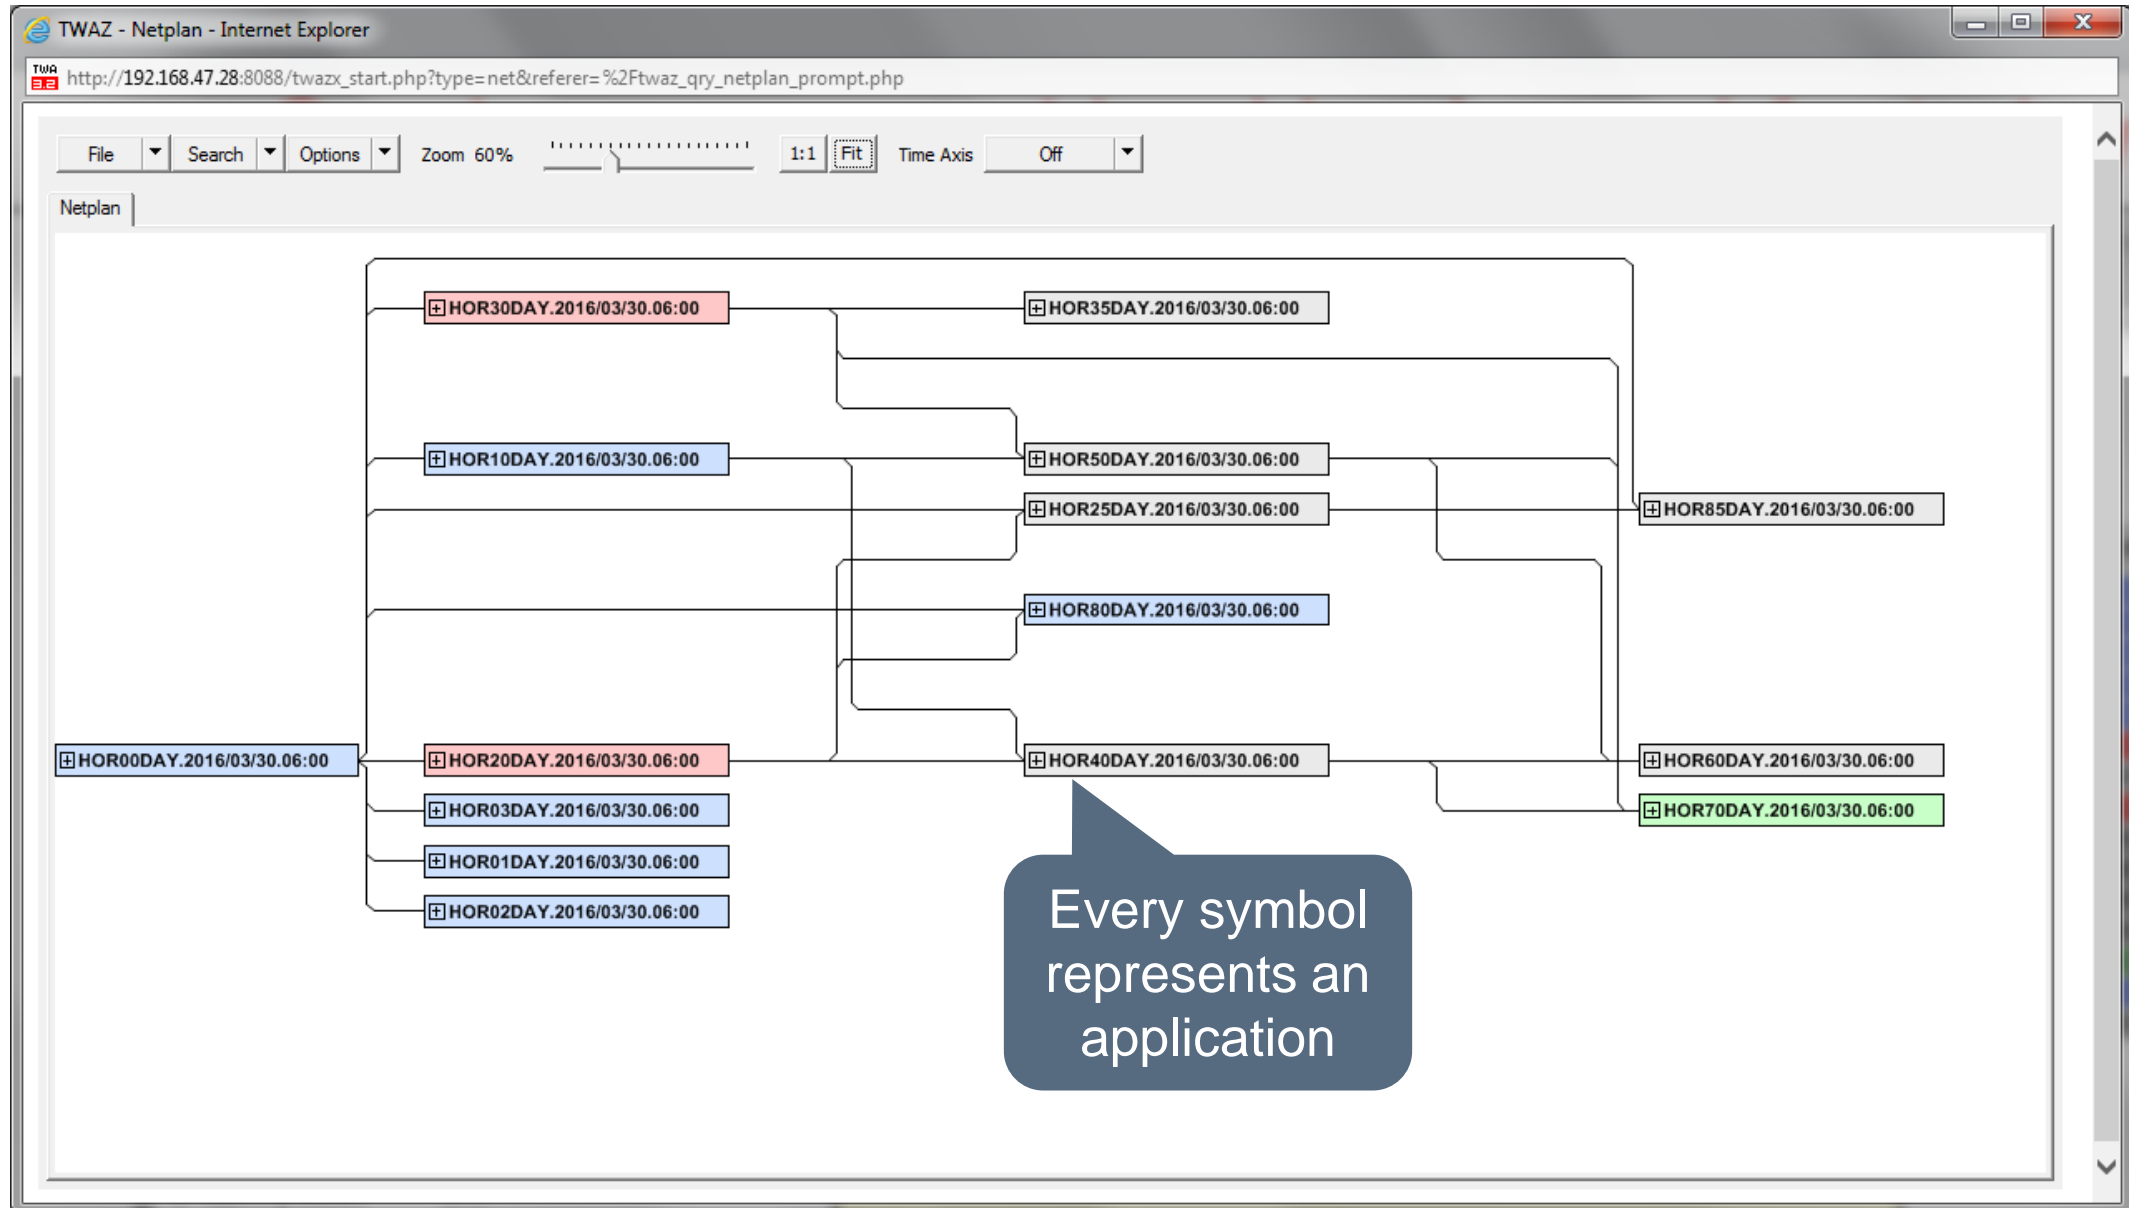 TWAZ - Netplan - Internet Explorer
TWA
http://192.168.47.28:8088/twazx_start.php?type=net&referer=%2Ftwaz_qry_netplan_prompt.php
File Search Options Zoom 60% 1:1 Fit Time Axis Off
Netplan
HOR30DAY.2016/03/30.06:00 HOR35DAY.2016/03/30.06:00
HOR10DAY.2016/03/30.06:00 HOR50DAY.2016/03/30.06:00
HOR25DAY.2016/03/30.06:00 HOR85DAY.2016/03/30.06:00
HOR80DAY.2016/03/30.06:00
HOR00DAY.2016/03/30.06:00 HOR20DAY.2016/03/30.06:00 HOR40DAY.2016/03/30.06:00 HOR60DAY.2016/03/30.06:00
HOR03DAY.2016/03/30.06:00 HOR70DAY.2016/03/30.06:00
HOR01DAY.2016/03/30.06:00
HOR02DAY.2016/03/30.06:00
Every symbol
represents an
application